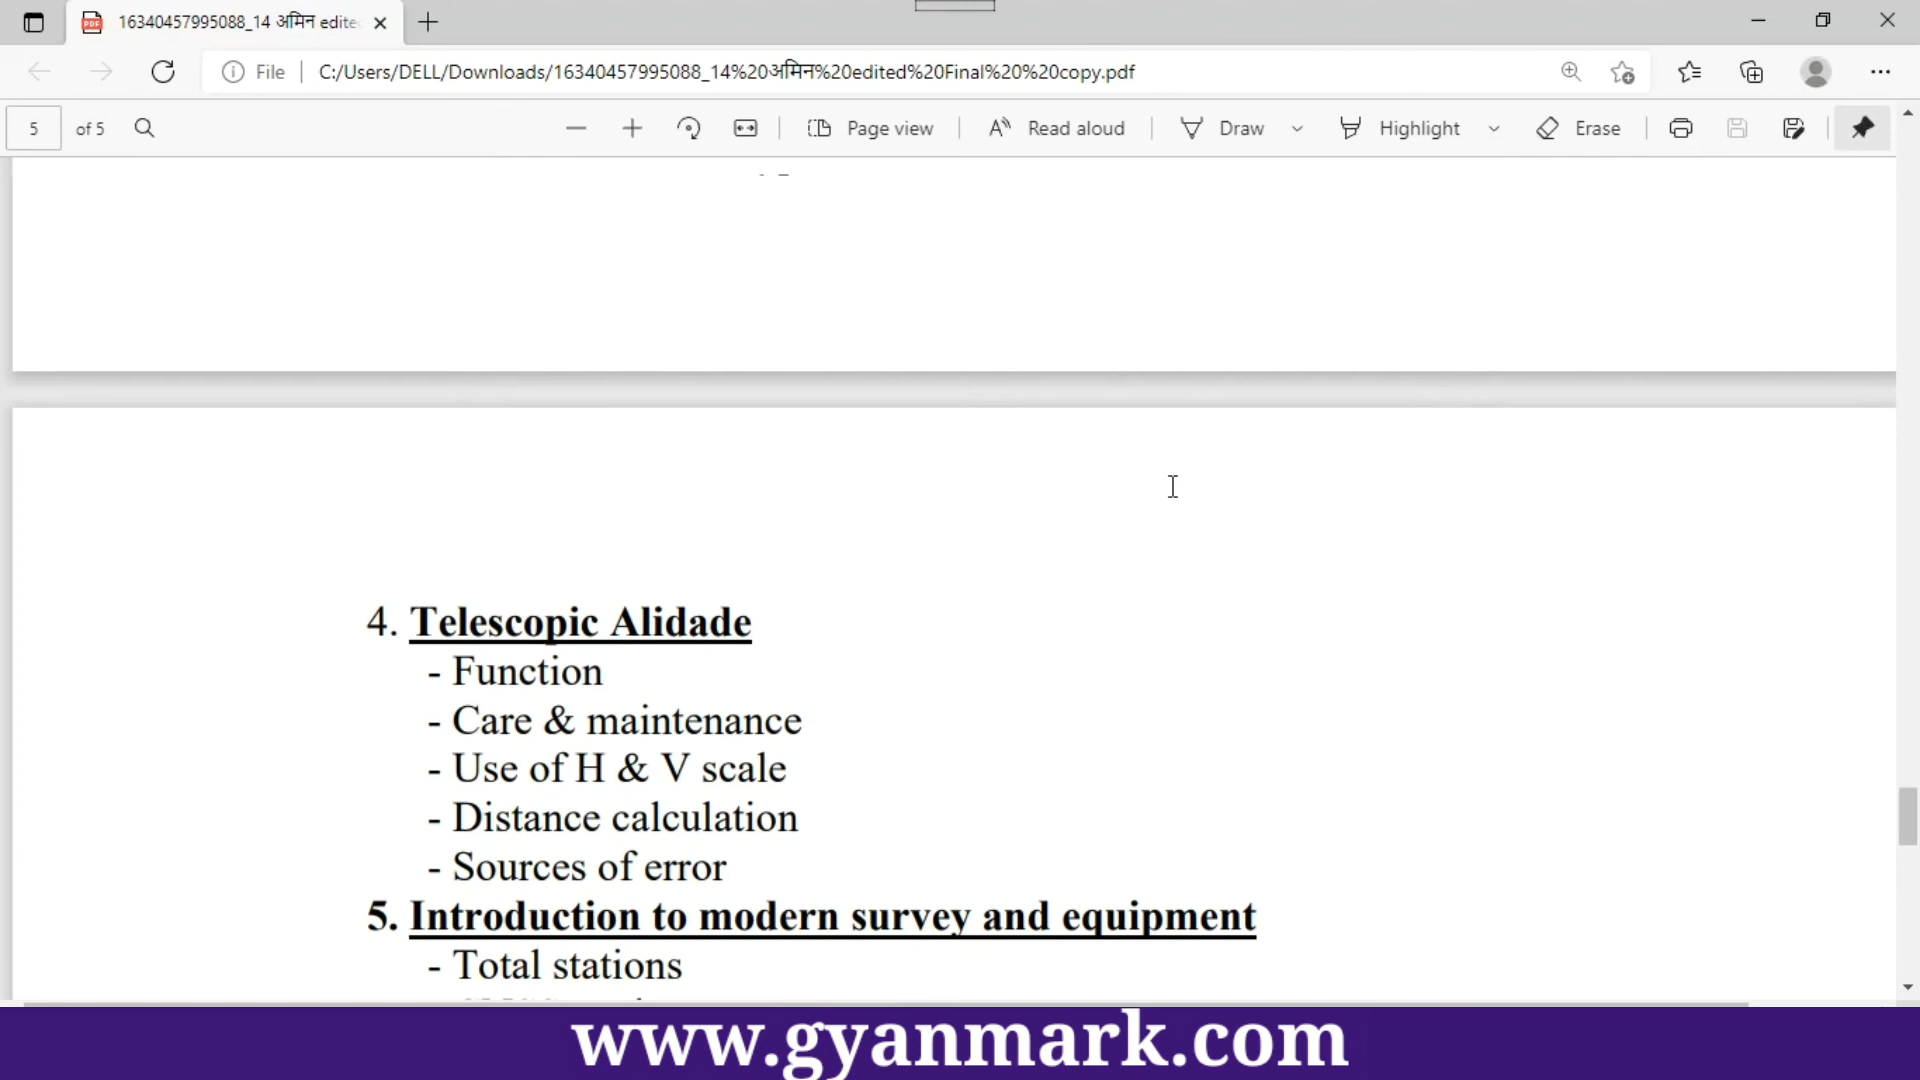 16340457995088_14 अमिन edite
File C:/Users/DELL/Downloads/16340457995088_14%20अमिन%20edited%20Final%20%20copy.pdf
5 of 5 Page view Read aloud Draw Highlight Erase
4. Telescopic Alidade
- Function
- Care & maintenance
- Use of H & V scale
- Distance calculation
- Sources of error
5. Introduction to modern survey and equipment
- Total stations
www.gyanmark.com